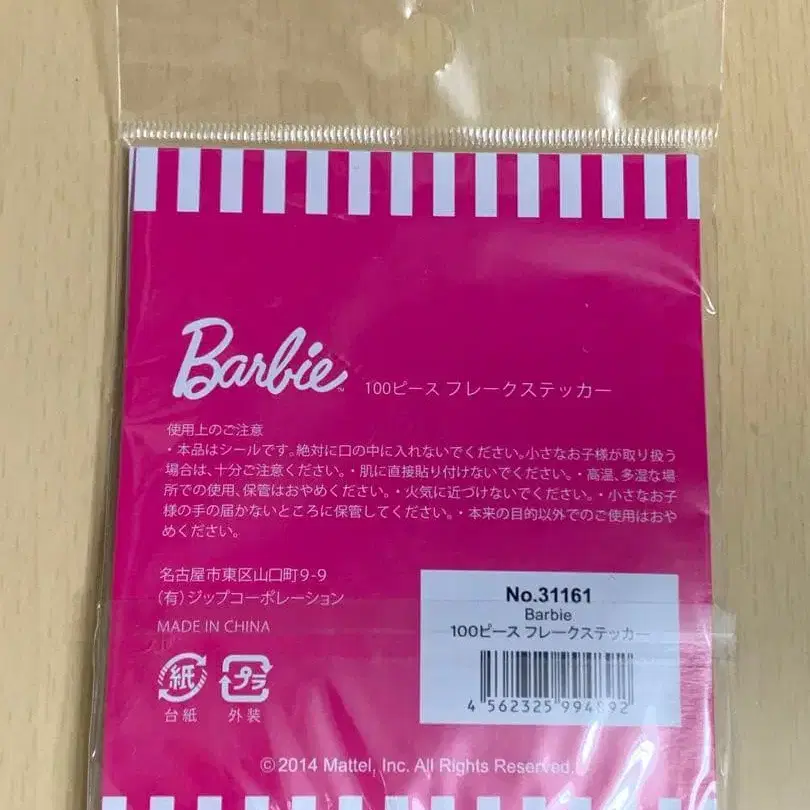 Barbie™ 100ピース フレークステッカー
使用上のご注意
・本品はシールです。絶対に口の中に入れないでください。小さなお子様が取り扱う
場合は、十分ご注意ください。・肌に直接貼り付けないでください。・高温、多湿な場
所での使用、保管はおやめください。・火気に近づけないでください。・小さなお子
様の手の届かないところに保管してください。・本来の目的以外でのご使用はおや
めください。
名古屋市東区山口町9-9
(有)ジップコーポレーション
MADE IN CHINA
紙 プラ
台紙 外装
No.31161
Barbie
100ピース フレークステッカー
4 562325 994892
© 2014 Mattel, Inc. All Rights Reserved.